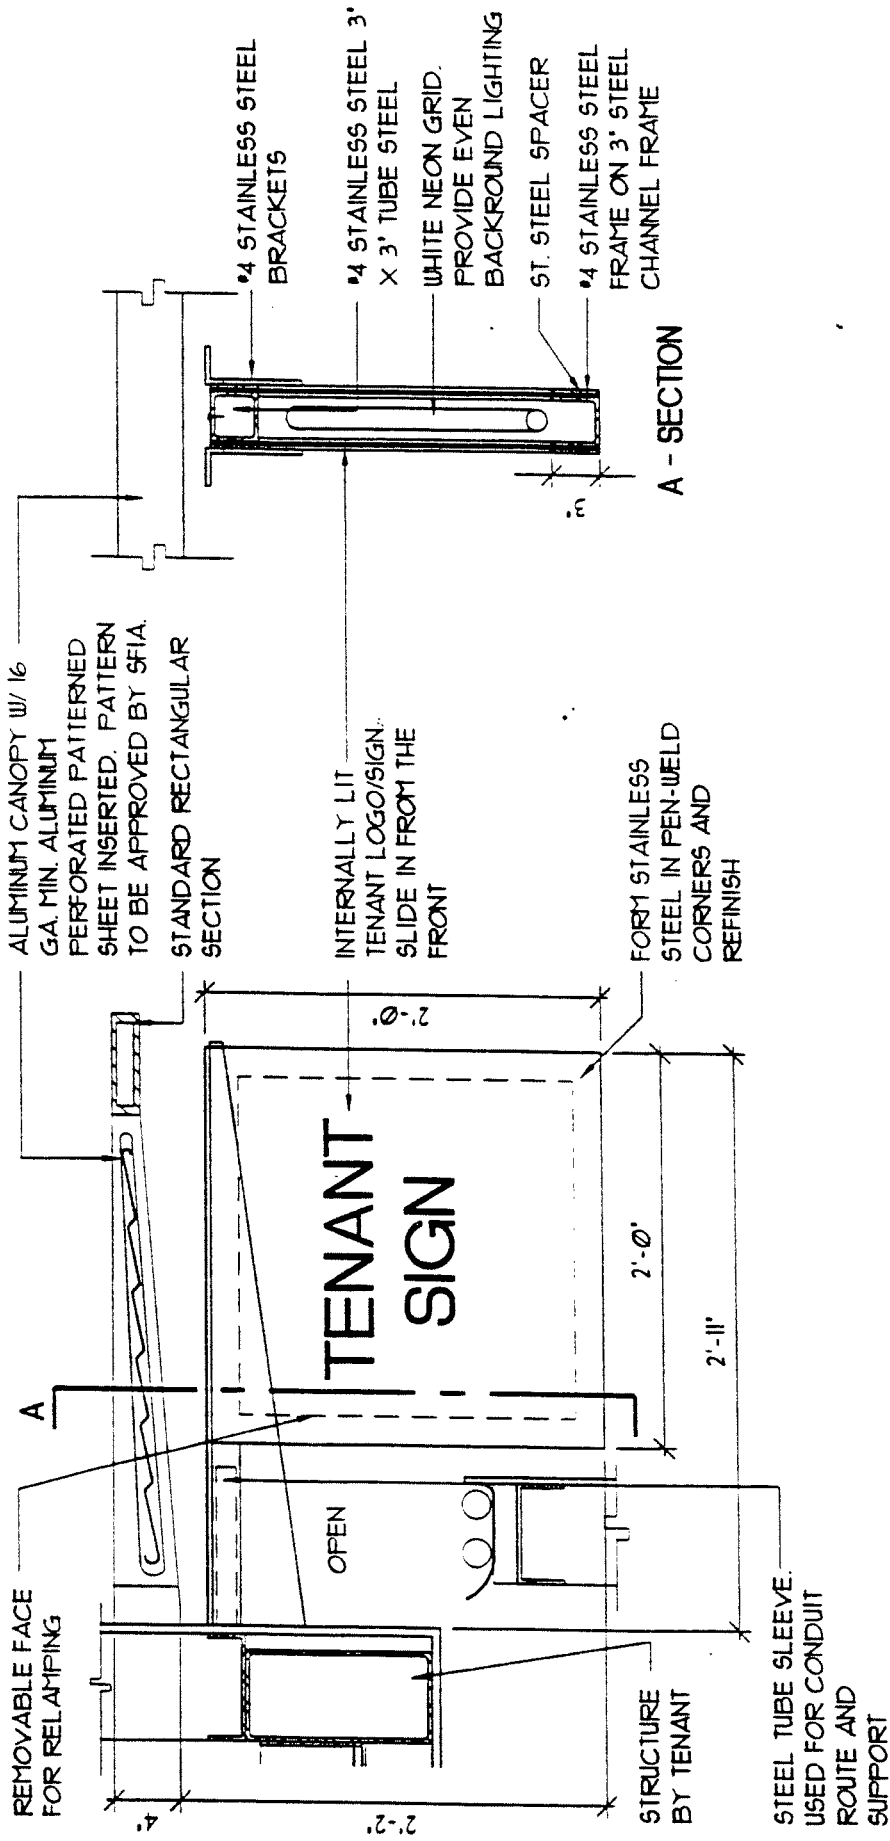 REMOVABLE FACE
FOR RELAMPING
ALUMINUM CANOPY W/ 16
GA. MIN. ALUMINUM
PERFORATED PATTERNED
SHEET INSERTED. PATTERN
TO BE APPROVED BY SFIA.
STANDARD RECTANGULAR
SECTION
INTERNALLY LIT
TENANT LOGO/SIGN.
SLIDE IN FROM THE
FRONT
FORM STAINLESS
STEEL IN PEN-WELD
CORNERS AND
REFINISH
#4 STAINLESS STEEL
BRACKETS
#4 STAINLESS STEEL 3"
X 3" TUBE STEEL
WHITE NEON GRID.
PROVIDE EVEN
BACKROUND LIGHTING
ST. STEEL SPACER
#4 STAINLESS STEEL
FRAME ON 3" STEEL
CHANNEL FRAME
3"
A - SECTION
A
TENANT
SIGN
OPEN
2'-0"
2'-0"
2'-11"
4"
2'-2"
STRUCTURE
BY TENANT
STEEL TUBE SLEEVE.
USED FOR CONDUIT
ROUTE AND
SUPPORT